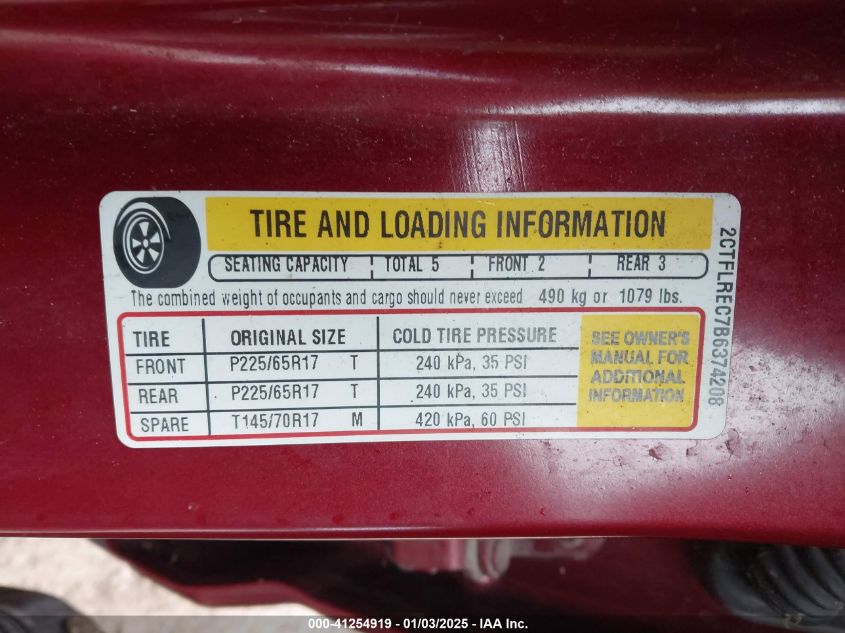 TIRE AND LOADING INFORMATION
SEATING CAPACITY TOTAL 5 FRONT 2 REAR 3
The combined weight of occupants and cargo should never exceed 490 kg or 1079 lbs.
TIRE ORIGINAL SIZE COLD TIRE PRESSURE
FRONT P225/65R17 T 240 kPa, 35 PSI
REAR P225/65R17 T 240 kPa, 35 PSI
SPARE T145/70R17 M 420 kPa, 60 PSI
SEE OWNER'S
MANUAL FOR
ADDITIONAL
INFORMATION
2CTFLREC7B6374208
000-41254919 - 01/03/2025 - IAA Inc.